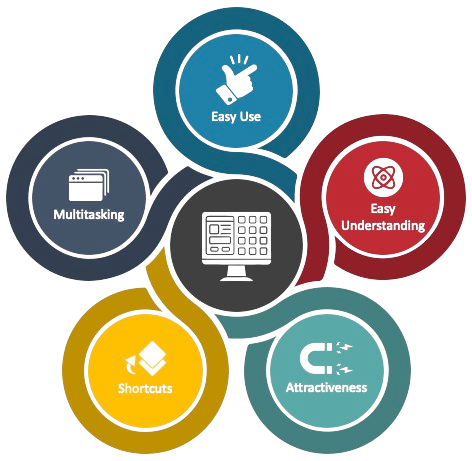 Easy Use
Easy
Understanding
Attractiveness
Shortcuts
Multitasking